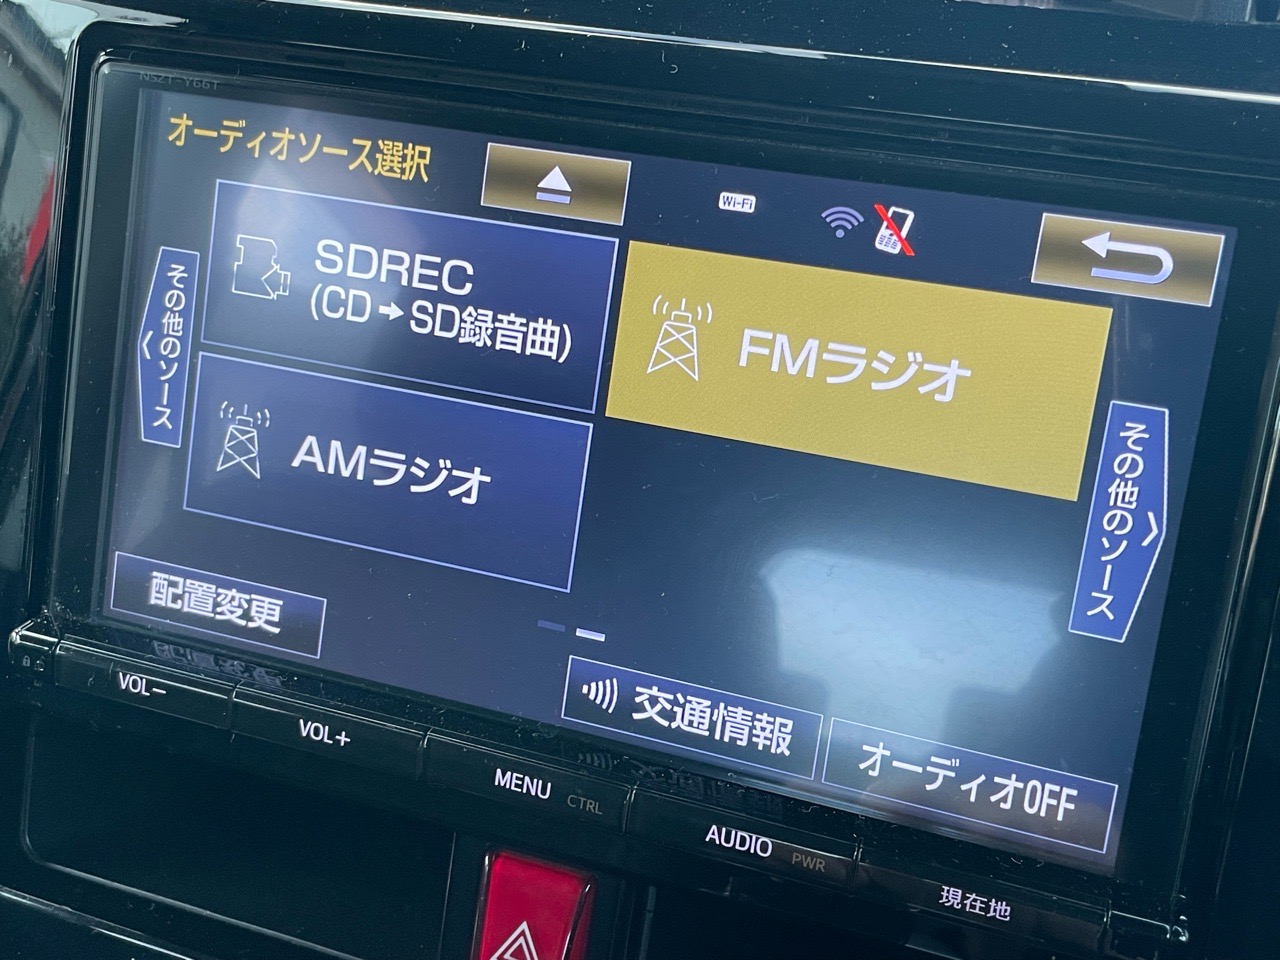 NSZT-Y66T
オーディオソース選択
Wi-Fi
SDREC
(CD→SD録音曲)
FMラジオ
その他のソース
AMラジオ
その他のソース
配置変更
交通情報
オーディオOFF
VOL−
VOL+
MENU CTRL
AUDIO PWR
現在地